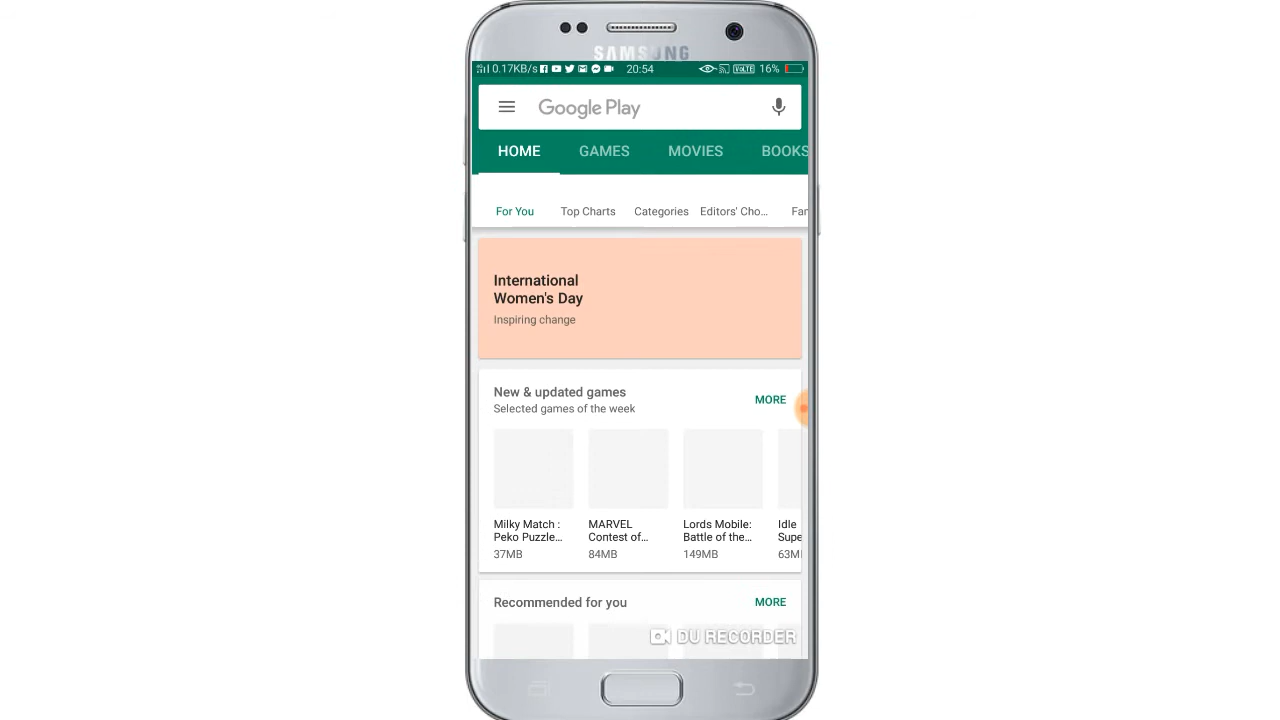 SAMSUNG
0.17KB/s 20:54 VoLTE 16%
Google Play
HOME GAMES MOVIES BOOKS
For You Top Charts Categories Editors' Cho... Fan
International
Women's Day
Inspiring change
New & updated games
MORE
Selected games of the week
Milky Match : MARVEL Lords Mobile: Idle
Peko Puzzle... Contest of... Battle of the... Supe
37MB 84MB 149MB 63M
Recommended for you MORE
DU RECORDER